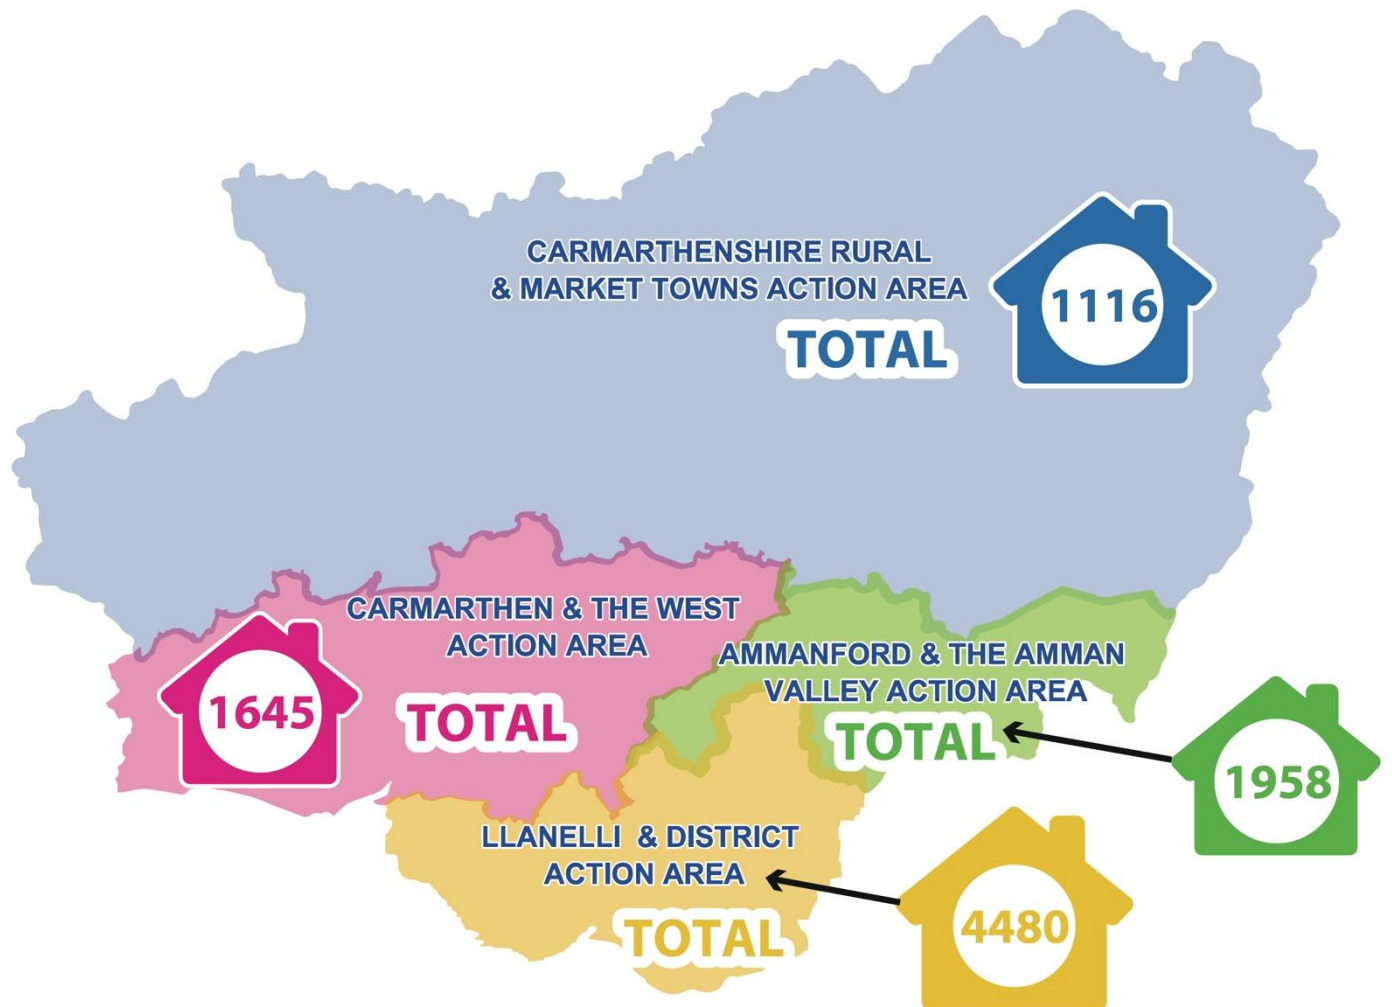 CARMARTHENSHIRE RURAL
& MARKET TOWNS ACTION AREA
TOTAL
1116
CARMARTHEN & THE WEST
ACTION AREA
TOTAL
1645
AMMANFORD & THE AMMAN
VALLEY ACTION AREA
TOTAL
1958
LLANELLI & DISTRICT
ACTION AREA
TOTAL
4480